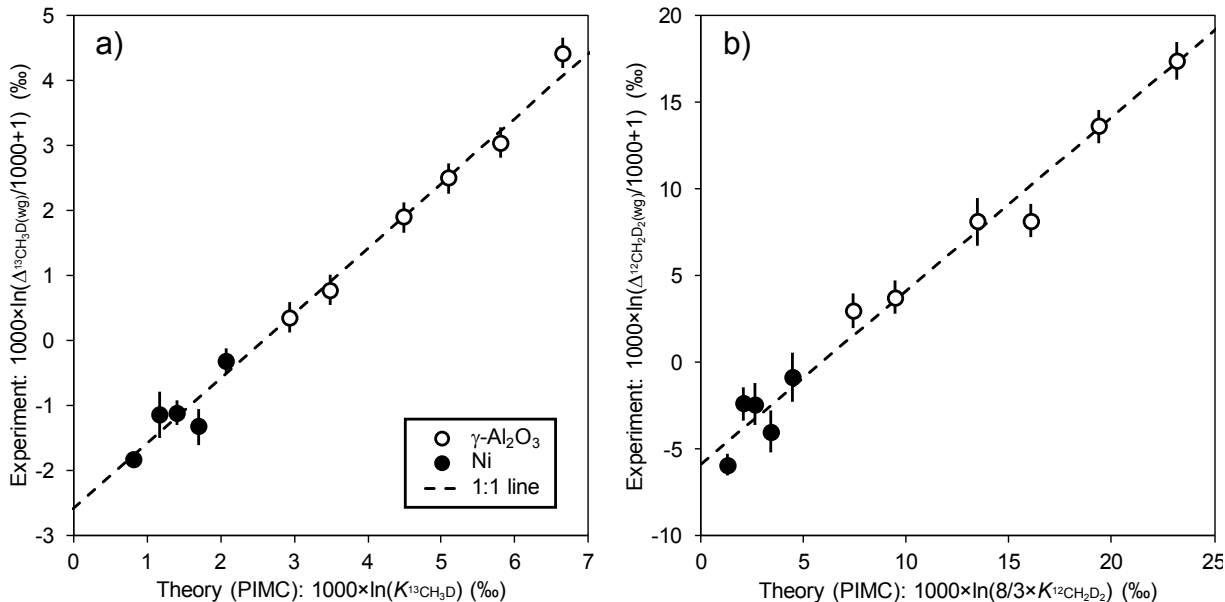 a)
5
4
3
2
1
0
-1
-2
-3
Experiment: 1000×ln(Δ¹³CH₃D(wg)/1000+1) (‰)
0 1 2 3 4 5 6 7
Theory (PIMC): 1000×ln(K¹³CH₃D) (‰)
γ-Al₂O₃
Ni
1:1 line
b)
20
15
10
5
0
-5
-10
Experiment: 1000×ln(Δ¹²CH₂D₂(wg)/1000+1) (‰)
0 5 10 15 20 25
Theory (PIMC): 1000×ln(8/3×K¹²CH₂D₂) (‰)